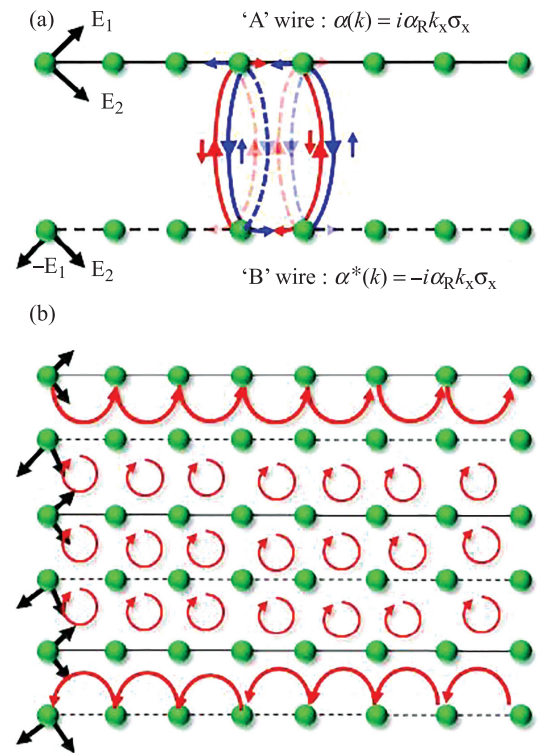 (a)
E₁
'A' wire : α(k) = iαRkxσx
E₂
–E₁
E₂
'B' wire : α*(k) = –iαRkxσx
(b)